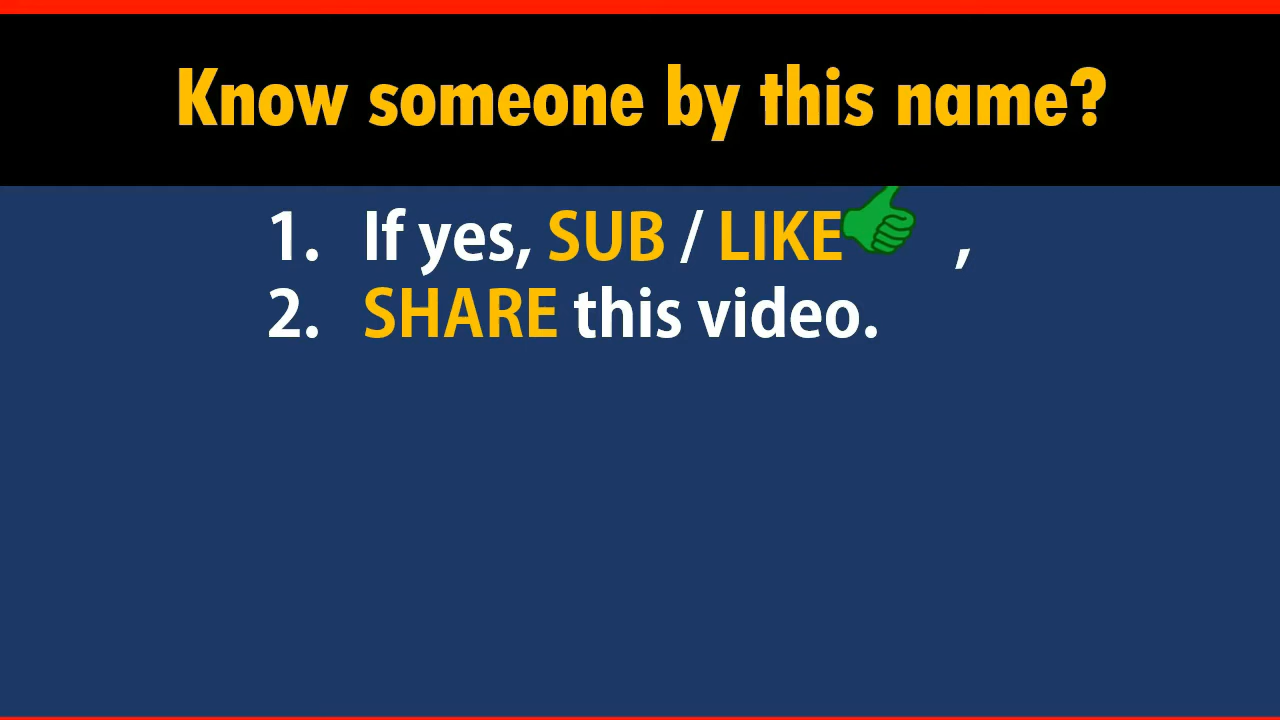 Know someone by this name?
1. If yes, SUB / LIKE ,
2. SHARE this video.